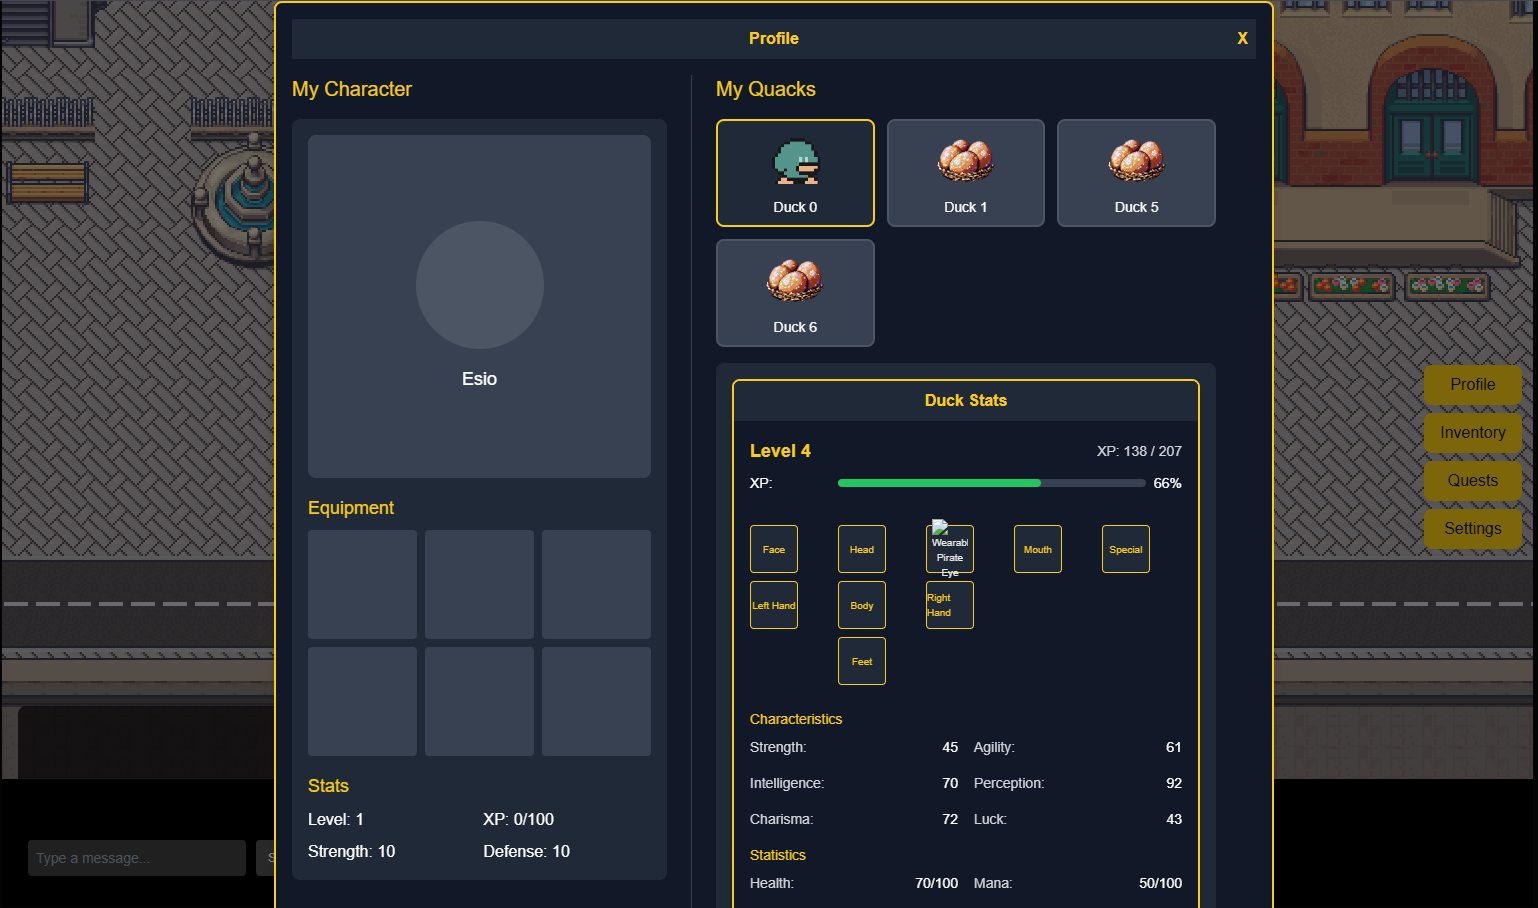 Profile
X
My Character
My Quacks
Duck 0
Duck 1
Duck 5
Duck 6
Esio
Equipment
Stats
Level: 1
XP: 0/100
Strength: 10
Defense: 10
Duck Stats
Level 4
XP: 138 / 207
XP:
66%
Face
Head
Wearabl
Pirate
Eye
Mouth
Special
Left Hand
Body
Right
Hand
Feet
Characteristics
Strength: 45
Agility: 61
Intelligence: 70
Perception: 92
Charisma: 72
Luck: 43
Statistics
Health: 70/100
Mana: 50/100
Profile
Inventory
Quests
Settings
Type a message...
S